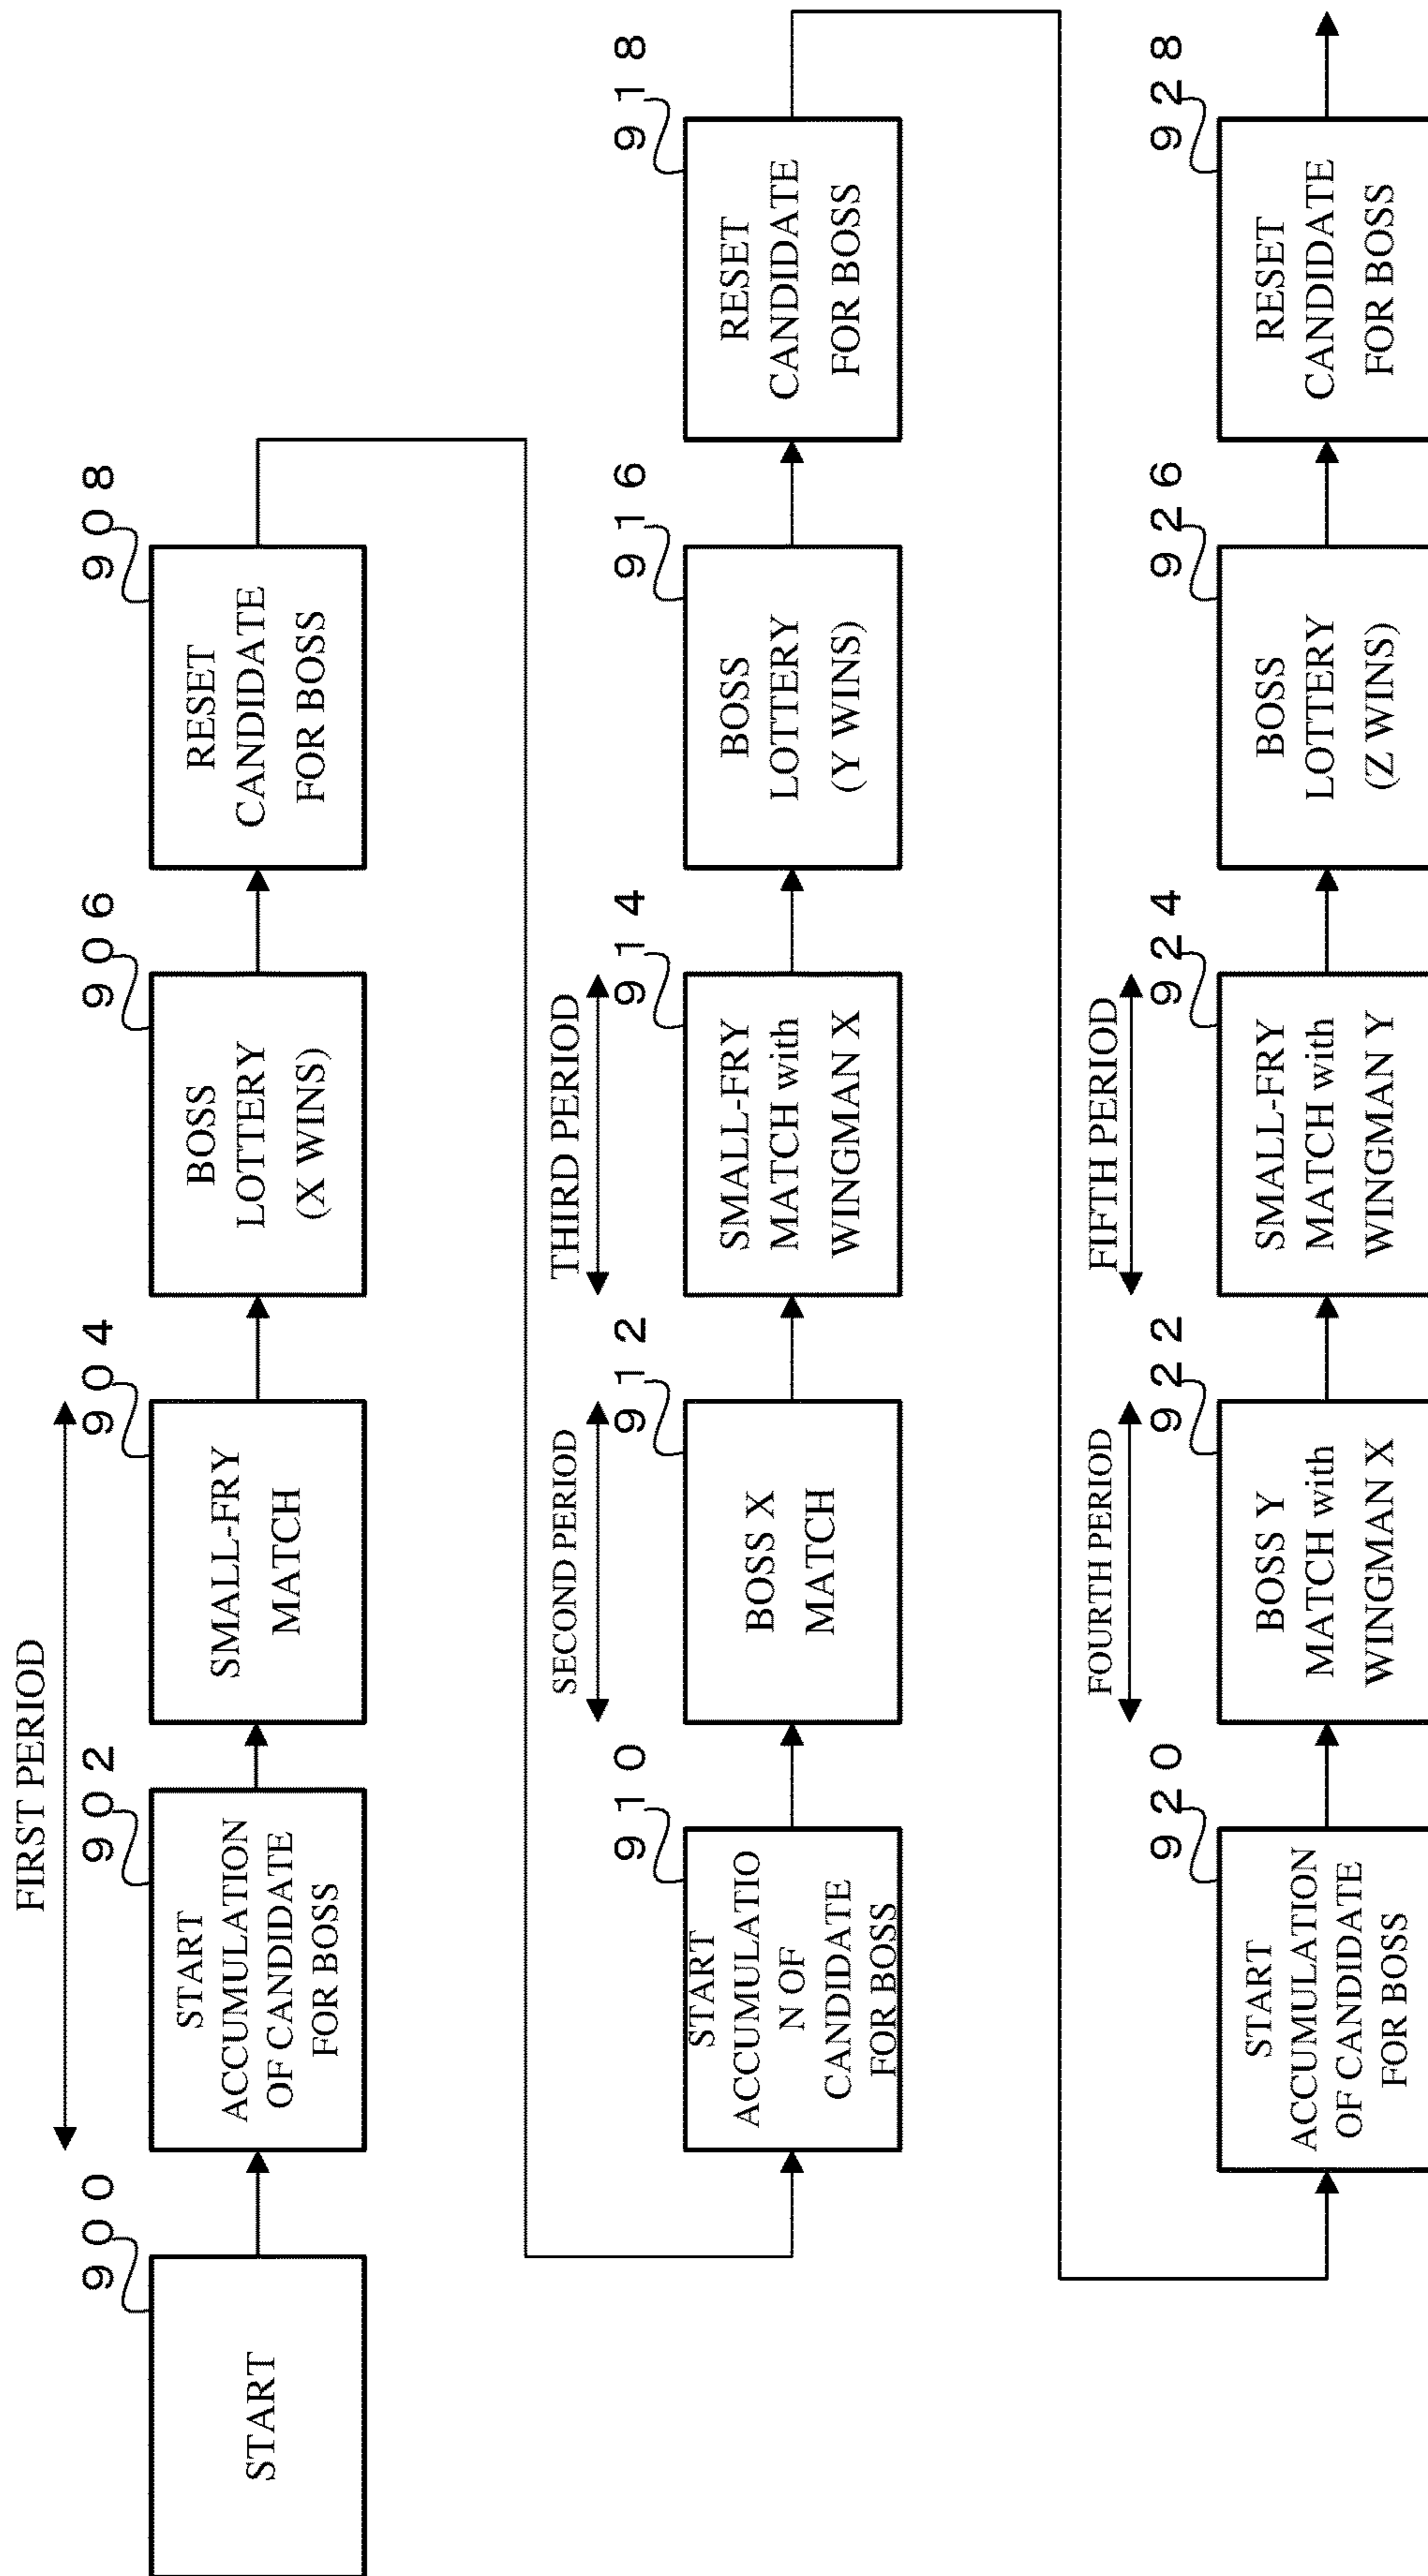 FIRST PERIOD
900
START
902
START
ACCUMULATION
OF CANDIDATE
FOR BOSS
904
SMALL-FRY
MATCH
906
BOSS
LOTTERY
(X WINS)
908
RESET
CANDIDATE
FOR BOSS
910
START
ACCUMULATIO
N OF
CANDIDATE
FOR BOSS
SECOND PERIOD
912
BOSS X
MATCH
THIRD PERIOD
914
SMALL-FRY
MATCH with
WINGMAN X
916
BOSS
LOTTERY
(Y WINS)
918
RESET
CANDIDATE
FOR BOSS
920
START
ACCUMULATION
OF CANDIDATE
FOR BOSS
FOURTH PERIOD
922
BOSS Y
MATCH with
WINGMAN X
FIFTH PERIOD
924
SMALL-FRY
MATCH with
WINGMAN Y
926
BOSS
LOTTERY
(Z WINS)
928
RESET
CANDIDATE
FOR BOSS